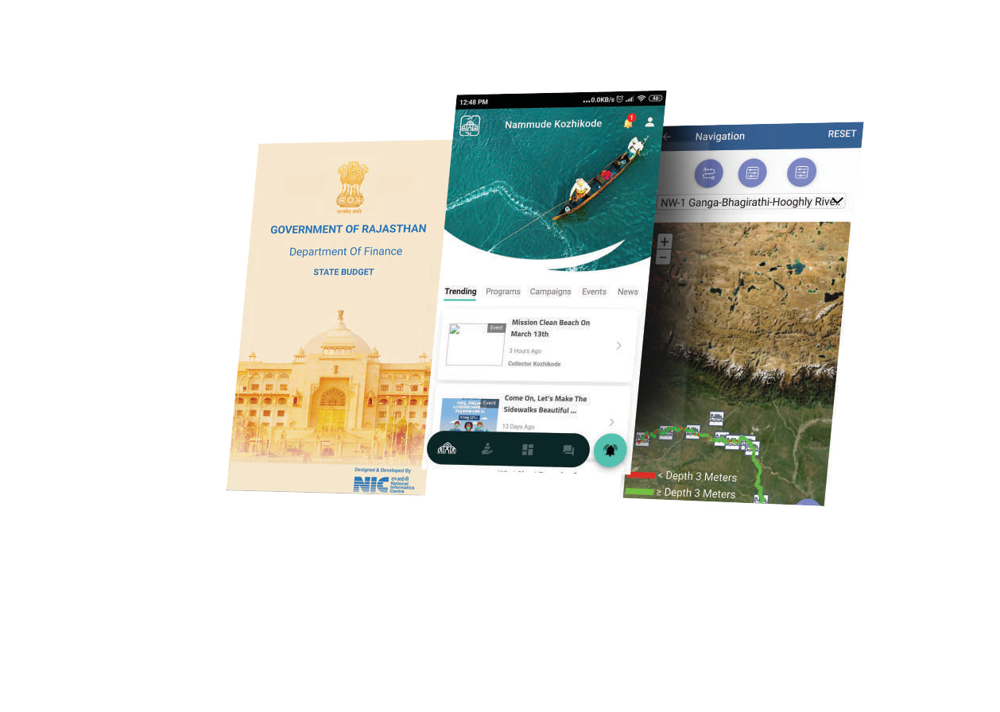 सत्यमेव जयते
GOVERNMENT OF RAJASTHAN
Department Of Finance
STATE BUDGET
Designed & Developed By
NIC
एन आई सी
National
Informatics
Centre
12:48 PM
...0.0KB/s
46
Nammude Kozhikode
1
Trending Programs Campaigns Events News
Event
Mission Clean Beach On
March 13th
3 Hours Ago
Collector Kozhikode
Event
Come On, Let's Make The
Sidewalks Beautiful ...
13 Days Ago
Navigation
RESET
NW-1 Ganga-Bhagirathi-Hooghly Rive
+
−
< Depth 3 Meters
≥ Depth 3 Meters